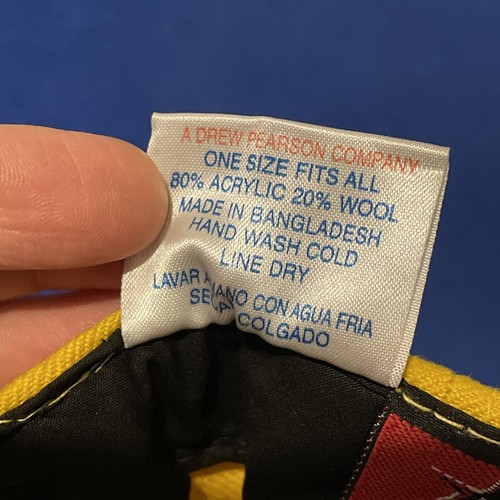 A DREW PEARSON COMPANY
ONE SIZE FITS ALL
80% ACRYLIC 20% WOOL
MADE IN BANGLADESH
HAND WASH COLD
LINE DRY
LAVAR A MANO CON AGUA FRIA
COLGADO